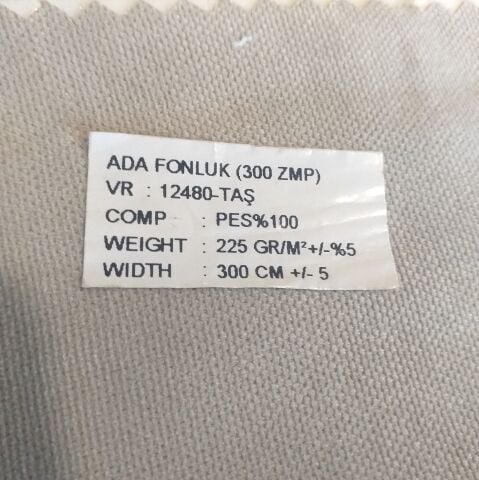 ADA FONLUK (300 ZMP)
VR : 12480-TAŞ
COMP : PES%100
WEIGHT : 225 GR/M²+/-%5
WIDTH : 300 CM +/- 5